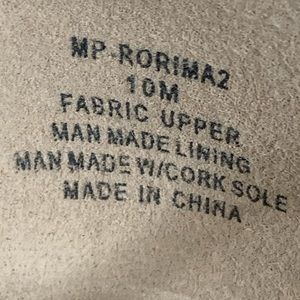 MP-RORIMA2
10M
FABRIC UPPER
MAN MADE LINING
MAN MADE W/CORK SOLE
MADE IN CHINA